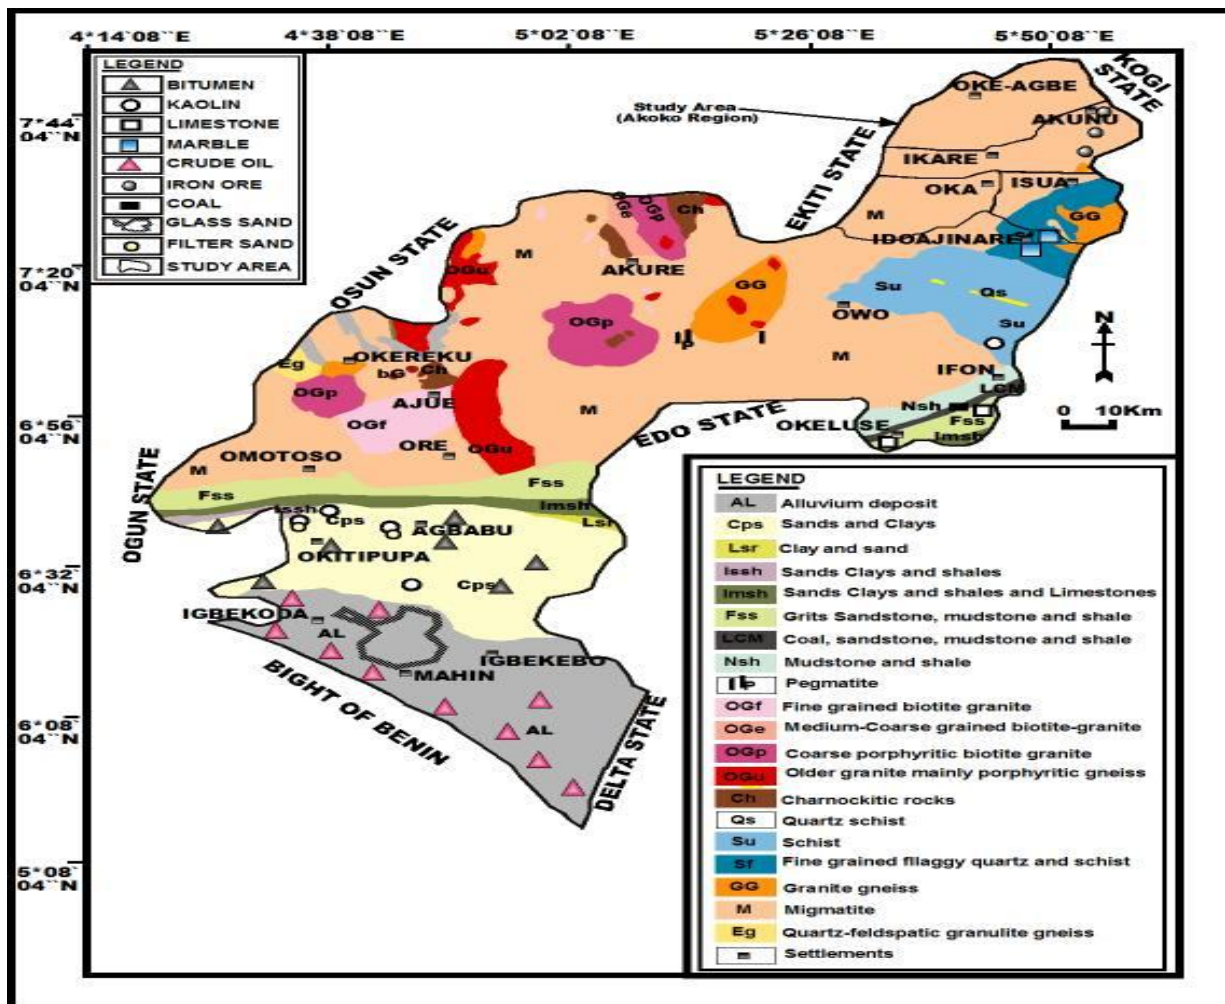 4°14`08``E 4°38`08``E 5°02`08``E 5°26`08``E 5°50`08``E
LEGEND
BITUMEN
KAOLIN
LIMESTONE
MARBLE
CRUDE OIL
IRON ORE
COAL
GLASS SAND
FILTER SAND
STUDY AREA
7°44`
04``N
7°20`
04``N
6°56`
04``N
6°32`
04``N
6°08`
04``N
5°08`
04``N
KOGI
STATE
OKE-AGBE
Study Area
(Akoko Region)
AKUNU
IKARE
EKITI STATE
OKA
ISUA
M
GG
IDOAJINARE
Sf
OGe
OGp
Ch
OSUN STATE
M
OGu
AKURE
GG
Su
Qs
OWO
Su
OGp
P
M
N
OKEREKU
Eg
bG
Ch
IFON
LCM
OGp
AJUE
Nsh
Fss
0 10Km
M
OGf
EDO STATE
OKELUSE
Imsh
ORE
OGu
OMOTOSO
M
OGUN STATE
Fss
Fss
Issh
Cps
Imsh
Lsr
AGBABU
OKITIPUPA
Cps
IGBEKODA
AL
IGBEKEBO
MAHIN
BIGHT OF BENIN
AL
DELTA STATE
LEGEND
AL Alluvium deposit
Cps Sands and Clays
Lsr Clay and sand
Issh Sands Clays and shales
Imsh Sands Clays and shales and Limestones
Fss Grits Sandstone, mudstone and shale
LCM Coal, sandstone, mudstone and shale
Nsh Mudstone and shale
P Pegmatite
OGf Fine grained biotite granite
OGe Medium-Coarse grained biotite-granite
OGp Coarse porphyritic biotite granite
OGu Older granite mainly porphyritic gneiss
Ch Charnockitic rocks
Qs Quartz schist
Su Schist
Sf Fine grained fllaggy quartz and schist
GG Granite gneiss
M Migmatite
Eg Quartz-feldspatic granulite gneiss
Settlements